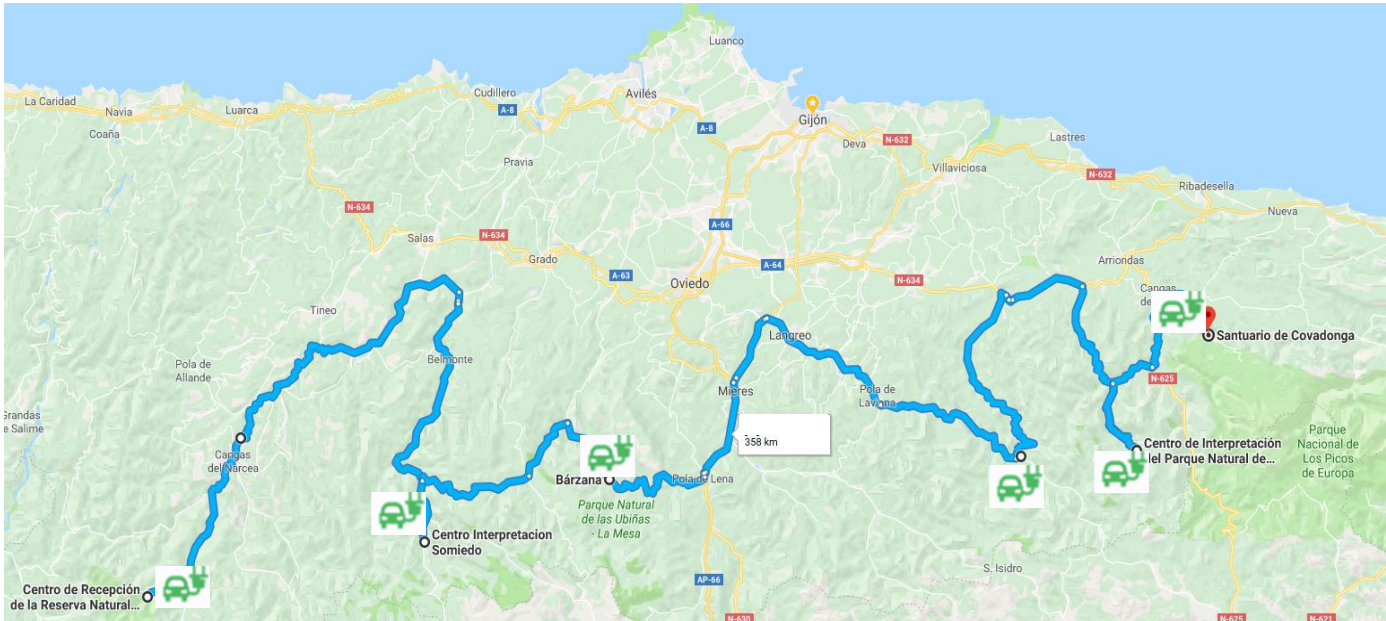 Luanco
La Caridad
Navia
Luarca
Cudillero
Avilés
A-8
Coaña
A-8
Gijón
Deva
N-632
Lastres
Pravia
Villaviciosa
N-632
Ribadesella
N-634
Nueva
Salas
N-634
A-66
Grado
A-63
Oviedo
A-64
N-634
Arriondas
Cangas
Tineo
Langreo
Santuario de Covadonga
Belmonte
Pola de
Allande
N-625
Mieres
Pola de
Laviana
Grandas
e Salime
358 km
Parque
Nacional de
Los Picos
de Europa
Cangas
del Narcea
Centro de Interpretación
del Parque Natural de...
Bárzana
Pola de Lena
Parque Natural
de las Ubiñas
- La Mesa
Centro Interpretacion
Somiedo
S. Isidro
AP-66
Centro de Recepción
de la Reserva Natural...
N-630
N-625
N-621